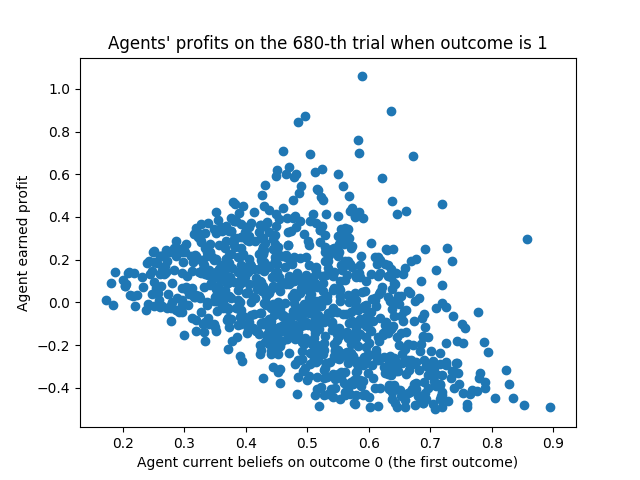 Agents' profits on the 680-th trial when outcome is 1
Agent earned profit
1.0
0.8
0.6
0.4
0.2
0.0
−0.2
−0.4
0.2 0.3 0.4 0.5 0.6 0.7 0.8 0.9
Agent current beliefs on outcome 0 (the first outcome)